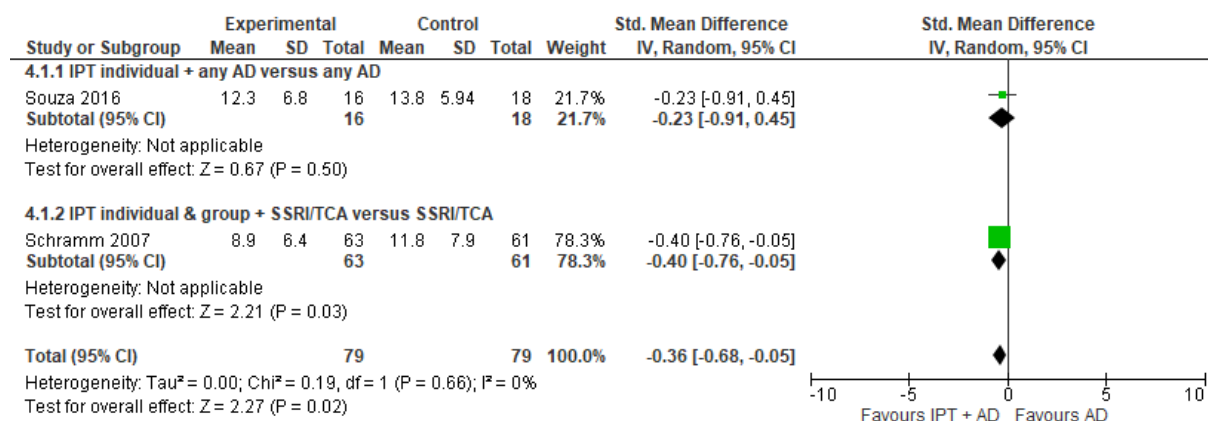 Experimental Control Std. Mean Difference Std. Mean Difference
Study or Subgroup Mean SD Total Mean SD Total Weight IV, Random, 95% CI IV, Random, 95% CI
4.1.1 IPT individual + any AD versus any AD
Souza 2016 12.3 6.8 16 13.8 5.94 18 21.7% -0.23 [-0.91, 0.45]
Subtotal (95% CI) 16 18 21.7% -0.23 [-0.91, 0.45]
Heterogeneity: Not applicable
Test for overall effect: Z = 0.67 (P = 0.50)
4.1.2 IPT individual & group + SSRI/TCA versus SSRI/TCA
Schramm 2007 8.9 6.4 63 11.8 7.9 61 78.3% -0.40 [-0.76, -0.05]
Subtotal (95% CI) 63 61 78.3% -0.40 [-0.76, -0.05]
Heterogeneity: Not applicable
Test for overall effect: Z = 2.21 (P = 0.03)
Total (95% CI) 79 79 100.0% -0.36 [-0.68, -0.05]
Heterogeneity: Tau² = 0.00; Chi² = 0.19, df = 1 (P = 0.66); I² = 0%
Test for overall effect: Z = 2.27 (P = 0.02)
-10 -5 0 5 10
Favours IPT + AD Favours AD